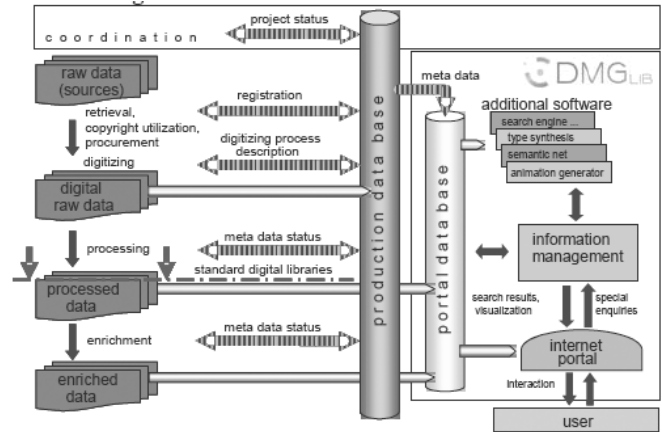 project status
coordination
raw data
(sources)
registration
retrieval,
copyright utilization,
procurement
digitizing
digitizing process
description
digital
raw data
processing
meta data status
standard digital libraries
processed
data
enrichment
meta data status
enriched
data
production data base
meta data
portal data base
DMGLIB
additional software
search engine ...
type synthesis
semantic net
animation generator
information
management
search results,
visualization
special
enquiries
internet
portal
interaction
user